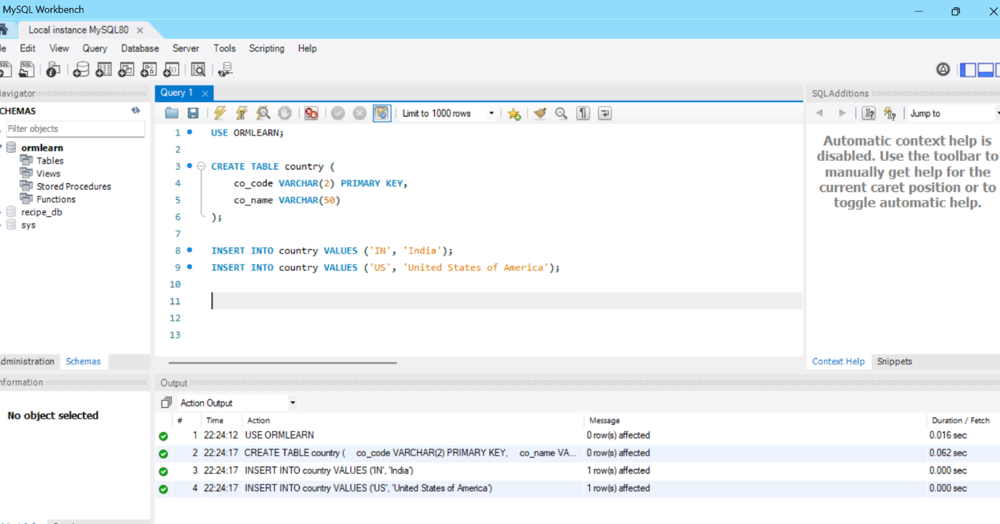 MySQL Workbench
Local instance MySQL80
Edit View Query Database Server Tools Scripting Help
SCHEMAS
Filter objects
ormlearn
Tables
Views
Stored Procedures
Functions
recipe_db
sys
Administration Schemas
No object selected
Query 1
Limit to 1000 rows
1 USE ORMLEARN;
2
3 CREATE TABLE country (
4 co_code VARCHAR(2) PRIMARY KEY,
5 co_name VARCHAR(50)
6 );
7
8 INSERT INTO country VALUES ('IN', 'India');
9 INSERT INTO country VALUES ('US', 'United States of America');
10
11
12
13
SQLAdditions
Jump to
Automatic context help is
disabled. Use the toolbar to
manually get help for the
current caret position or to
toggle automatic help.
Context Help Snippets
Output
Action Output
# Time Action Message Duration / Fetch
1 22:24:12 USE ORMLEARN 0 row(s) affected 0.016 sec
2 22:24:17 CREATE TABLE country ( co_code VARCHAR(2) PRIMARY KEY, co_name VA... 0 row(s) affected 0.062 sec
3 22:24:17 INSERT INTO country VALUES ('IN', 'India') 1 row(s) affected 0.000 sec
4 22:24:17 INSERT INTO country VALUES ('US', 'United States of America') 1 row(s) affected 0.000 sec